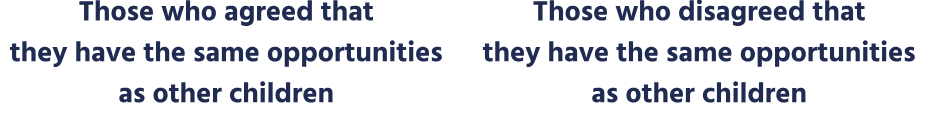 Those who agreed that
they have the same opportunities
as other children
Those who disagreed that
they have the same opportunities
as other children